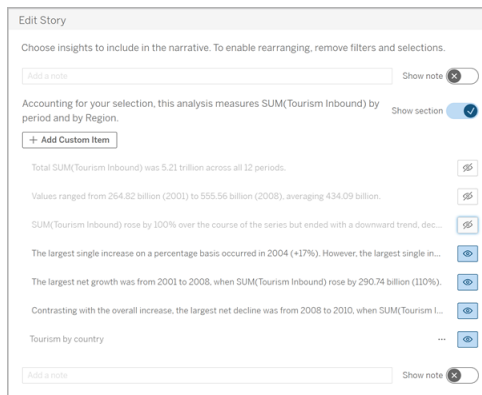 Edit Story
Choose insights to include in the narrative. To enable rearranging, remove filters and selections.
Add a note
Show note
Accounting for your selection, this analysis measures SUM(Tourism Inbound) by
period and by Region.
Show section
+ Add Custom Item
Total SUM(Tourism Inbound) was 5.21 trillion across all 12 periods.
Values ranged from 264.82 billion (2001) to 555.56 billion (2008), averaging 434.09 billion.
SUM(Tourism Inbound) rose by 100% over the course of the series but ended with a downward trend, dec...
The largest single increase on a percentage basis occurred in 2004 (+17%). However, the largest single in...
The largest net growth was from 2001 to 2008, when SUM(Tourism Inbound) rose by 290.74 billion (110%).
Contrasting with the overall increase, the largest net decline was from 2008 to 2010, when SUM(Tourism I...
Tourism by country
...
Add a note
Show note